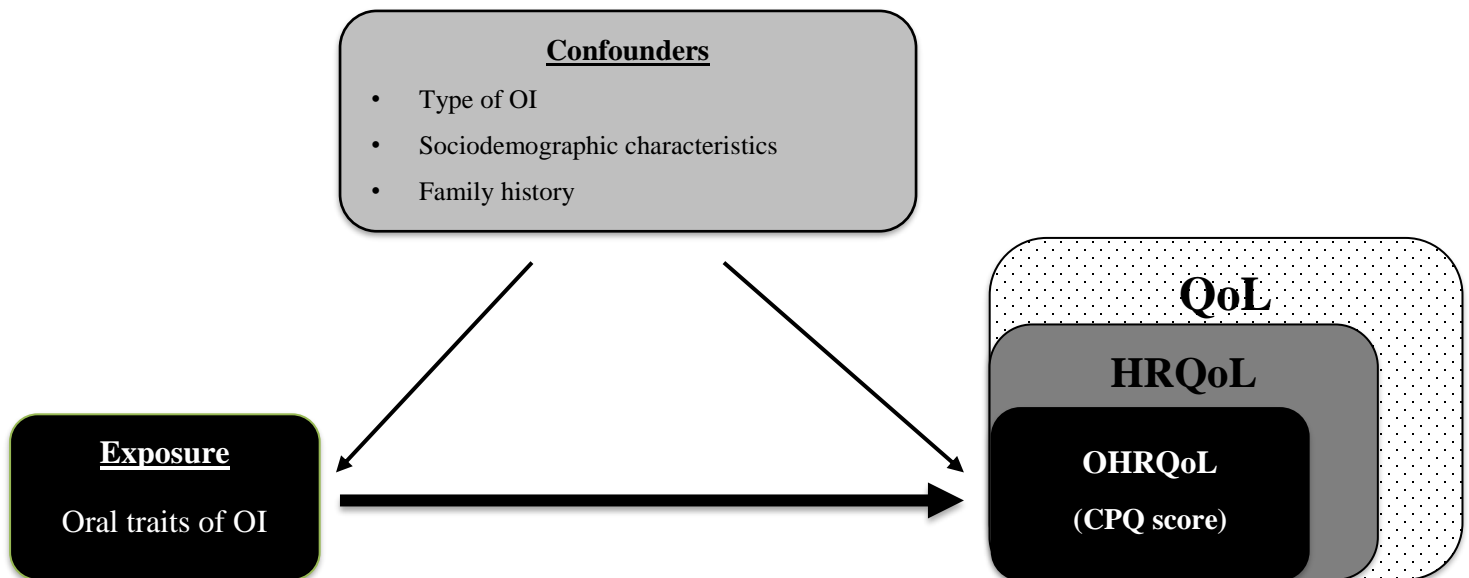 Confounders
• Type of OI
• Sociodemographic characteristics
• Family history
QoL
HRQoL
Exposure
Oral traits of OI
OHRQoL
(CPQ score)